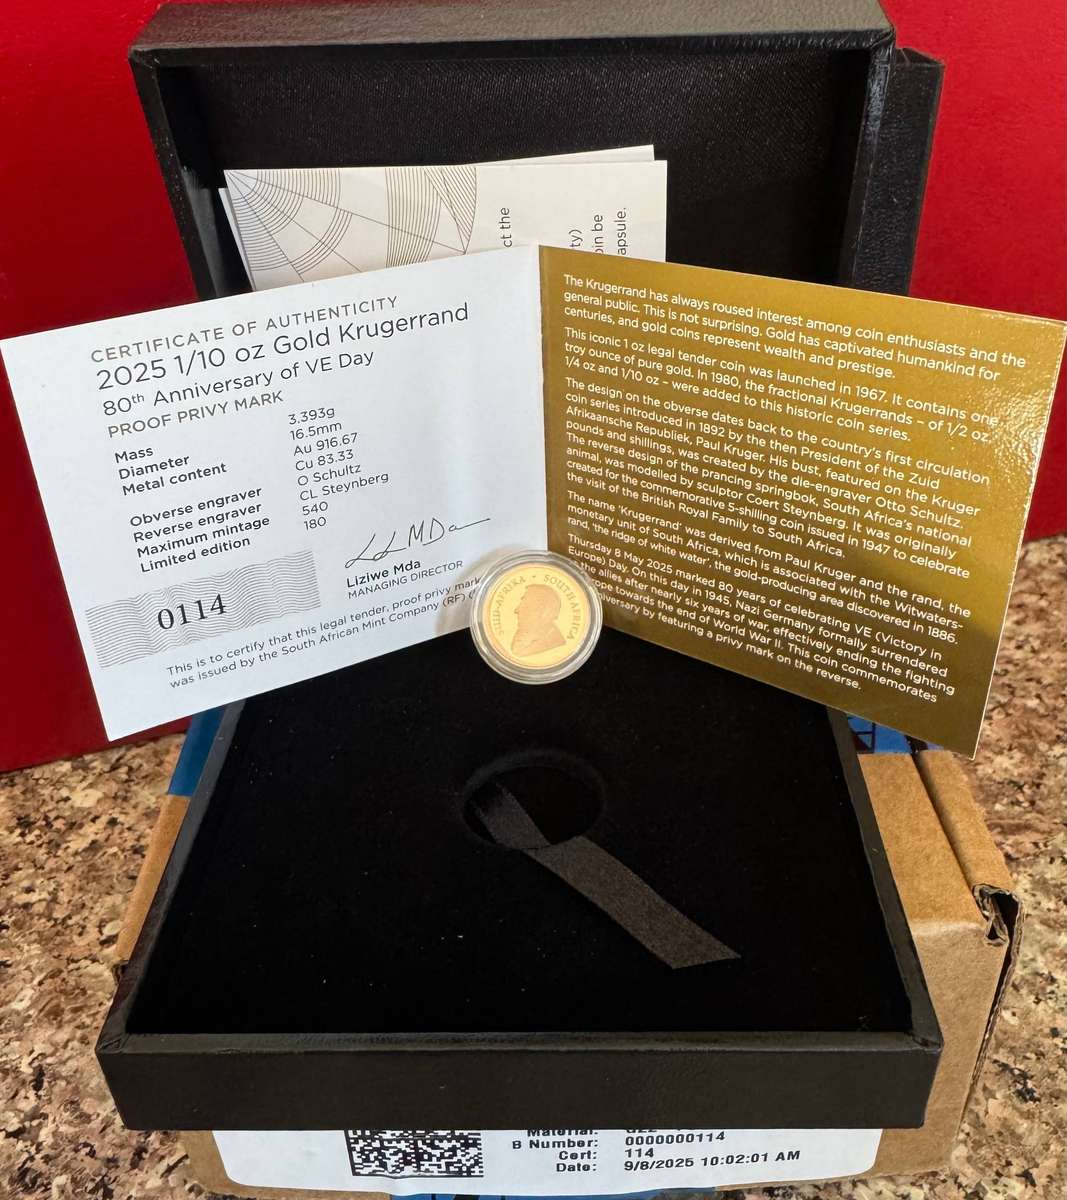 ct the
ty)
oin be
apsule.
CERTIFICATE OF AUTHENTICITY
2025 1/10 oz Gold Krugerrand
80th Anniversary of VE Day
PROOF PRIVY MARK
Mass 3.393g
Diameter 16.5mm
Metal content Au 916.67
Cu 83.33
Obverse engraver O Schultz
Reverse engraver CL Steynberg
Maximum mintage 540
Limited edition 180
Liziwe Mda
MANAGING DIRECTOR
0114
This is to certify that this legal tender, proof privy mark
was issued by the South African Mint Company (RF) (
The Krugerrand has always roused interest among coin enthusiasts and the
general public. This is not surprising. Gold has captivated humankind for
centuries, and gold coins represent wealth and prestige.
This iconic 1 oz legal tender coin was launched in 1967. It contains one
troy ounce of pure gold. In 1980, the fractional Krugerrands – of 1/2 oz,
1/4 oz and 1/10 oz – were added to this historic coin series.
The design on the obverse dates back to the country's first circulation
coin series introduced in 1892 by the then President of the Zuid
Afrikaansche Republiek, Paul Kruger. His bust, featured on the Kruger
pounds and shillings, was created by the die-engraver Otto Schultz.
The reverse design of the prancing springbok, South Africa's national
animal, was modelled by sculptor Coert Steynberg. It was originally
created for the commemorative 5-shilling coin issued in 1947 to celebrate
the visit of the British Royal Family to South Africa.
The name 'Krugerrand' was derived from Paul Kruger and the rand, the
monetary unit of South Africa, which is associated with the Witwaters-
rand, 'the ridge of white water', the gold-producing area discovered in 1886.
Thursday 8 May 2025 marked 80 years of celebrating VE (Victory in
Europe) Day. On this day in 1945, Nazi Germany formally surrendered
the allies after nearly six years of war, effectively ending the fighting
rope towards the end of World War II. This coin commemorates
niversary by featuring a privy mark on the reverse.
SUID-AFRIKA • SOUTH AFRICA
Material:
B Number: 0000000114
Cert: 114
Date: 9/8/2025 10:02:01 AM